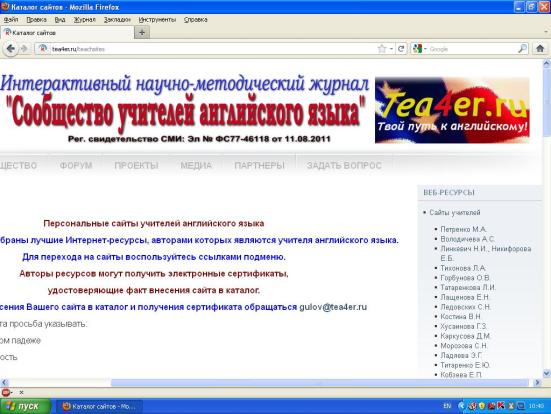 Каталог сайтов - Mozilla Firefox
Файл Правка Вид Журнал Закладки Инструменты Справка
Каталог сайтов
tea4er.ru/teachsites
Google
Интерактивный научно-методический журнал
"Сообщество учителей английского языка"
Рег. свидетельство СМИ: Эл № ФС77-46118 от 11.08.2011
Tea4er.ru
Твой путь к английскому!
ЩЕСТВО ФОРУМ ПРОЕКТЫ МЕДИА ПАРТНЕРЫ ЗАДАТЬ ВОПРОС
Персональные сайты учителей английского языка
браны лучшие Интернет-ресурсы, авторами которых являются учителя английского языка.
Для перехода на сайты воспользуйтесь ссылками подменю.
Авторы ресурсов могут получить электронные сертификаты,
удостоверяющие факт внесения сайта в каталог.
сения Вашего сайта в каталог и получения сертификата обращаться gulov@tea4er.ru
та просьба указывать:
ом падеже
ость
ВЕБ-РЕСУРСЫ
Сайты учителей
Петренко М.А.
Володичева А.С.
Линкевич Н.И., Никифорова
Е.Б.
Тихонова Л.А.
Горбунова О.В.
Татаренкова Л.И.
Лащенова Е.Н.
Ледовских С.Н.
Костина В.Н.
Хусаинова Г.З.
Каркусова Д.М.
Морозова С.Н.
Ладлева Э.Г.
Титаренко Е.Н.
Кобзева Е.П.
пуск
Каталог сайтов - Mo...
EN
10:40